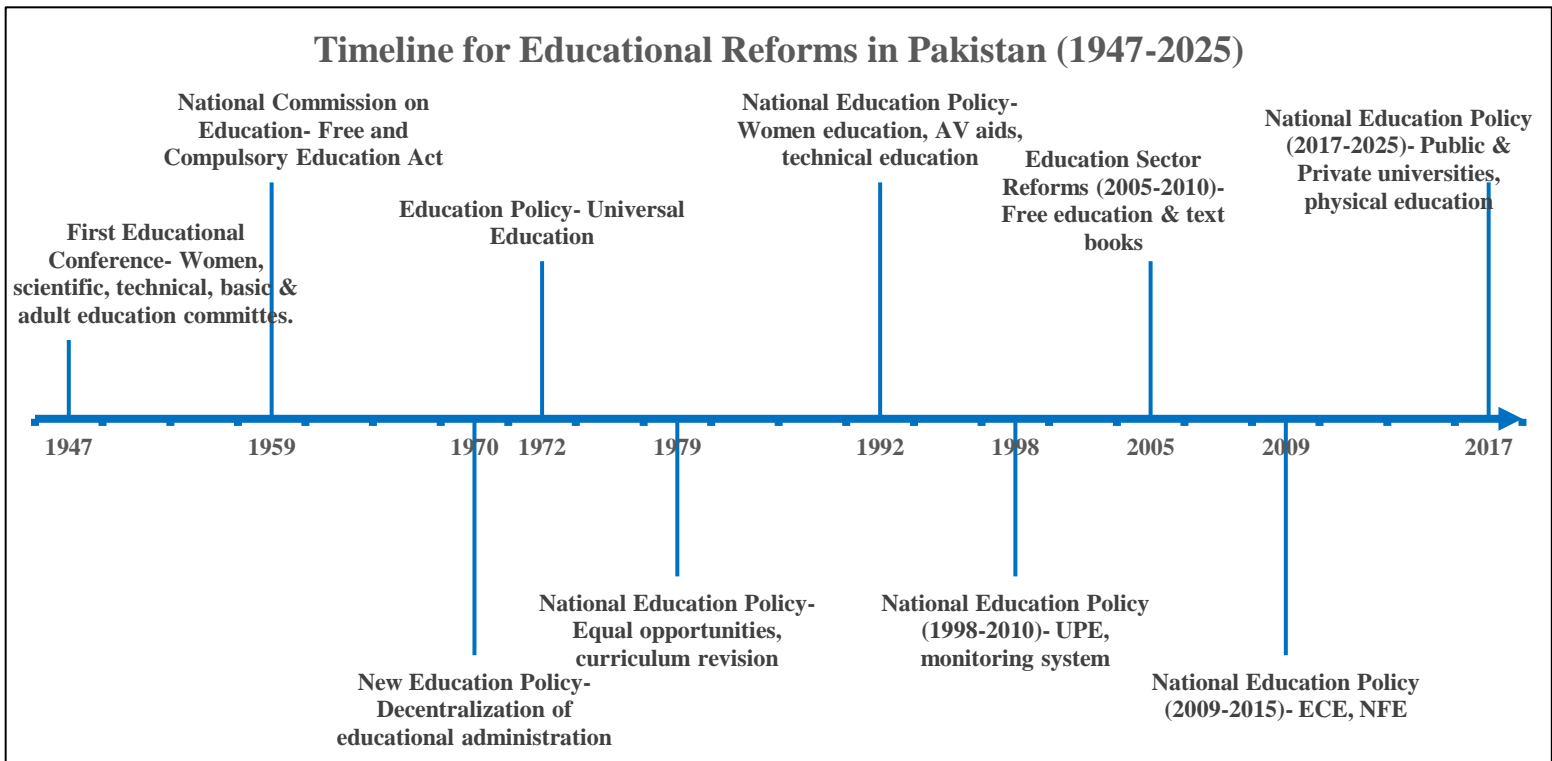 Timeline for Educational Reforms in Pakistan (1947-2025)
National Commission on
Education- Free and
Compulsory Education Act
National Education Policy-
Women education, AV aids,
technical education
National Education Policy
(2017-2025)- Public &
Private universities,
physical education
Education Sector
Reforms (2005-2010)-
Free education & text
books
Education Policy- Universal
Education
First Educational
Conference- Women,
scientific, technical, basic &
adult education committes.
1947
1959
1970
1972
1979
1992
1998
2005
2009
2017
National Education Policy-
Equal opportunities,
curriculum revision
National Education Policy
(1998-2010)- UPE,
monitoring system
New Education Policy-
Decentralization of
educational administration
National Education Policy
(2009-2015)- ECE, NFE